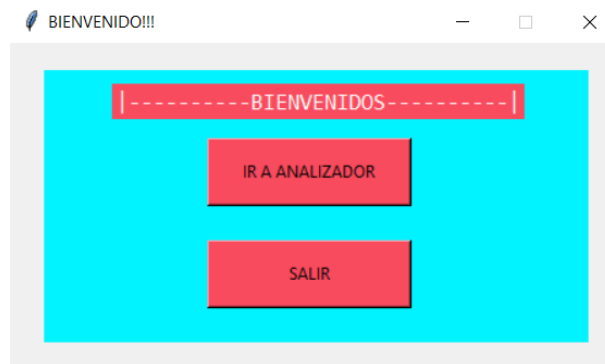 BIENVENIDO!!!
|----------BIENVENIDOS----------|
IR A ANALIZADOR
SALIR